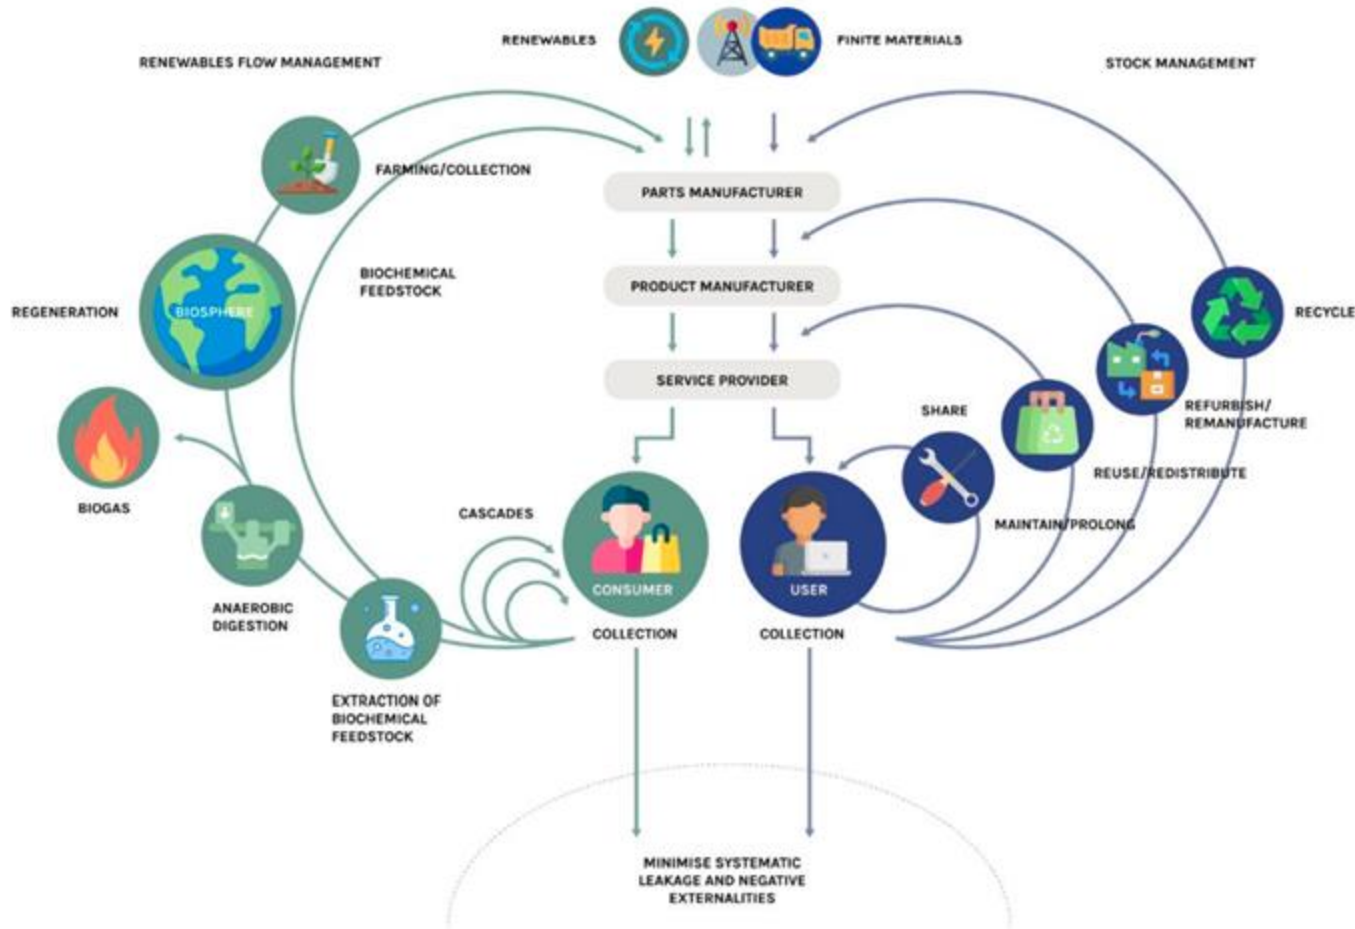 RENEWABLES
FINITE MATERIALS
RENEWABLES FLOW MANAGEMENT
STOCK MANAGEMENT
FARMING/COLLECTION
PARTS MANUFACTURER
BIOCHEMICAL
FEEDSTOCK
PRODUCT MANUFACTURER
REGENERATION
BIOSPHERE
RECYCLE
SERVICE PROVIDER
SHARE
REFURBISH/
REMANUFACTURE
REUSE/REDISTRIBUTE
BIOGAS
CASCADES
MAINTAIN/PROLONG
CONSUMER
USER
ANAEROBIC
DIGESTION
COLLECTION
COLLECTION
EXTRACTION OF
BIOCHEMICAL
FEEDSTOCK
MINIMISE SYSTEMATIC
LEAKAGE AND NEGATIVE
EXTERNALITIES